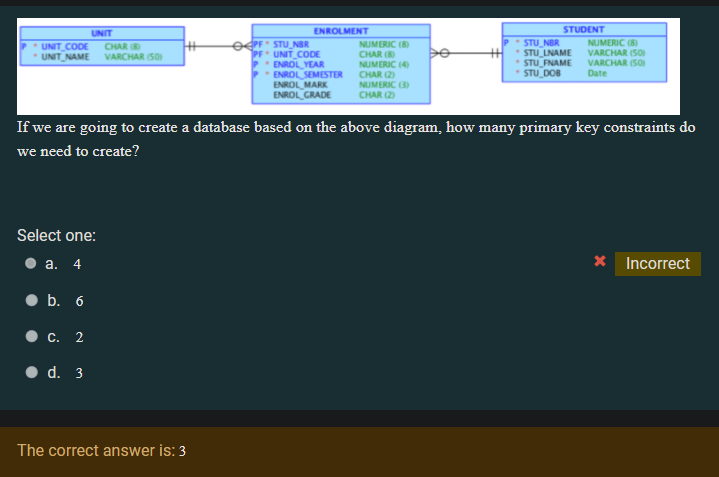 UNIT
P * UNIT_CODE CHAR (8)
* UNIT_NAME VARCHAR (50)
ENROLMENT
PF * STU_NBR NUMERIC (8)
PF * UNIT_CODE CHAR (8)
P * ENROL_YEAR NUMERIC (4)
P * ENROL_SEMESTER CHAR (2)
ENROL_MARK NUMERIC (3)
ENROL_GRADE CHAR (2)
STUDENT
P * STU_NBR NUMERIC (8)
* STU_LNAME VARCHAR (50)
* STU_FNAME VARCHAR (50)
* STU_DOB Date
If we are going to create a database based on the above diagram, how many primary key constraints do
we need to create?
Select one:
a. 4
Incorrect
b. 6
c. 2
d. 3
The correct answer is: 3